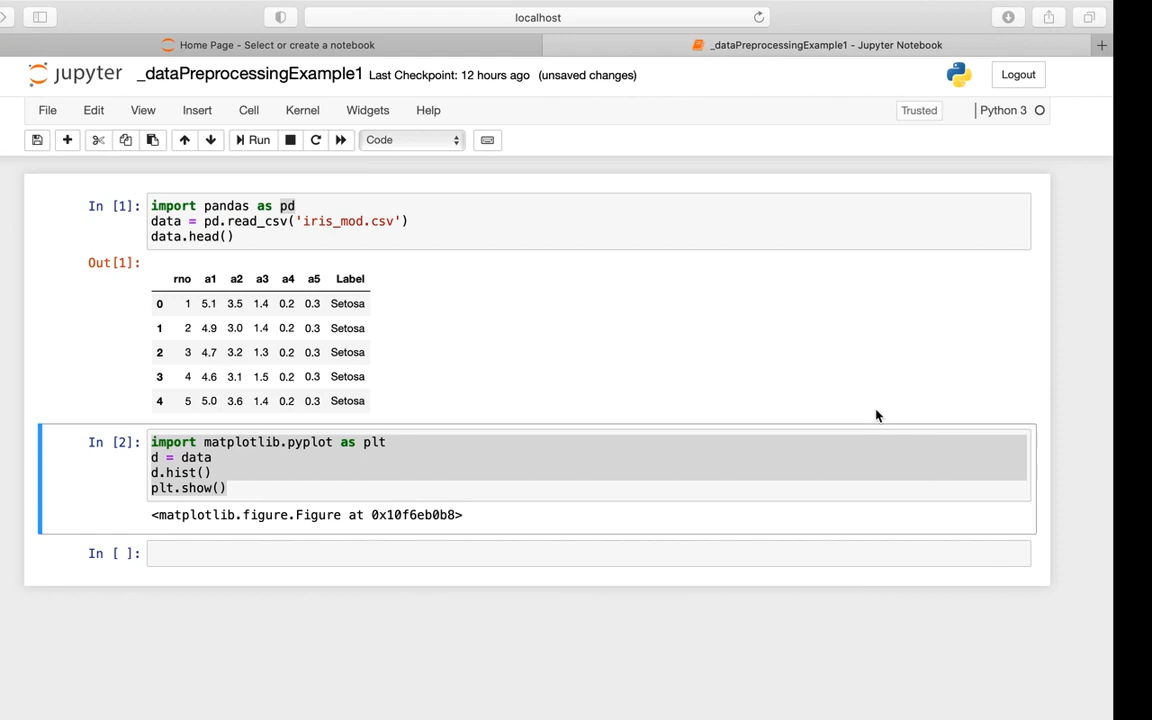 localhost
Home Page - Select or create a notebook
_dataPreprocessingExample1 - Jupyter Notebook
jupyter _dataPreprocessingExample1 Last Checkpoint: 12 hours ago (unsaved changes)
Logout
File Edit View Insert Cell Kernel Widgets Help
Trusted
Python 3
Run
Code
In [1]: import pandas as pd
data = pd.read_csv('iris_mod.csv')
data.head()
Out[1]:
rno a1 a2 a3 a4 a5 Label
0 1 5.1 3.5 1.4 0.2 0.3 Setosa
1 2 4.9 3.0 1.4 0.2 0.3 Setosa
2 3 4.7 3.2 1.3 0.2 0.3 Setosa
3 4 4.6 3.1 1.5 0.2 0.3 Setosa
4 5 5.0 3.6 1.4 0.2 0.3 Setosa
In [2]: import matplotlib.pyplot as plt
d = data
d.hist()
plt.show()
<matplotlib.figure.Figure at 0x10f6eb0b8>
In [ ]: